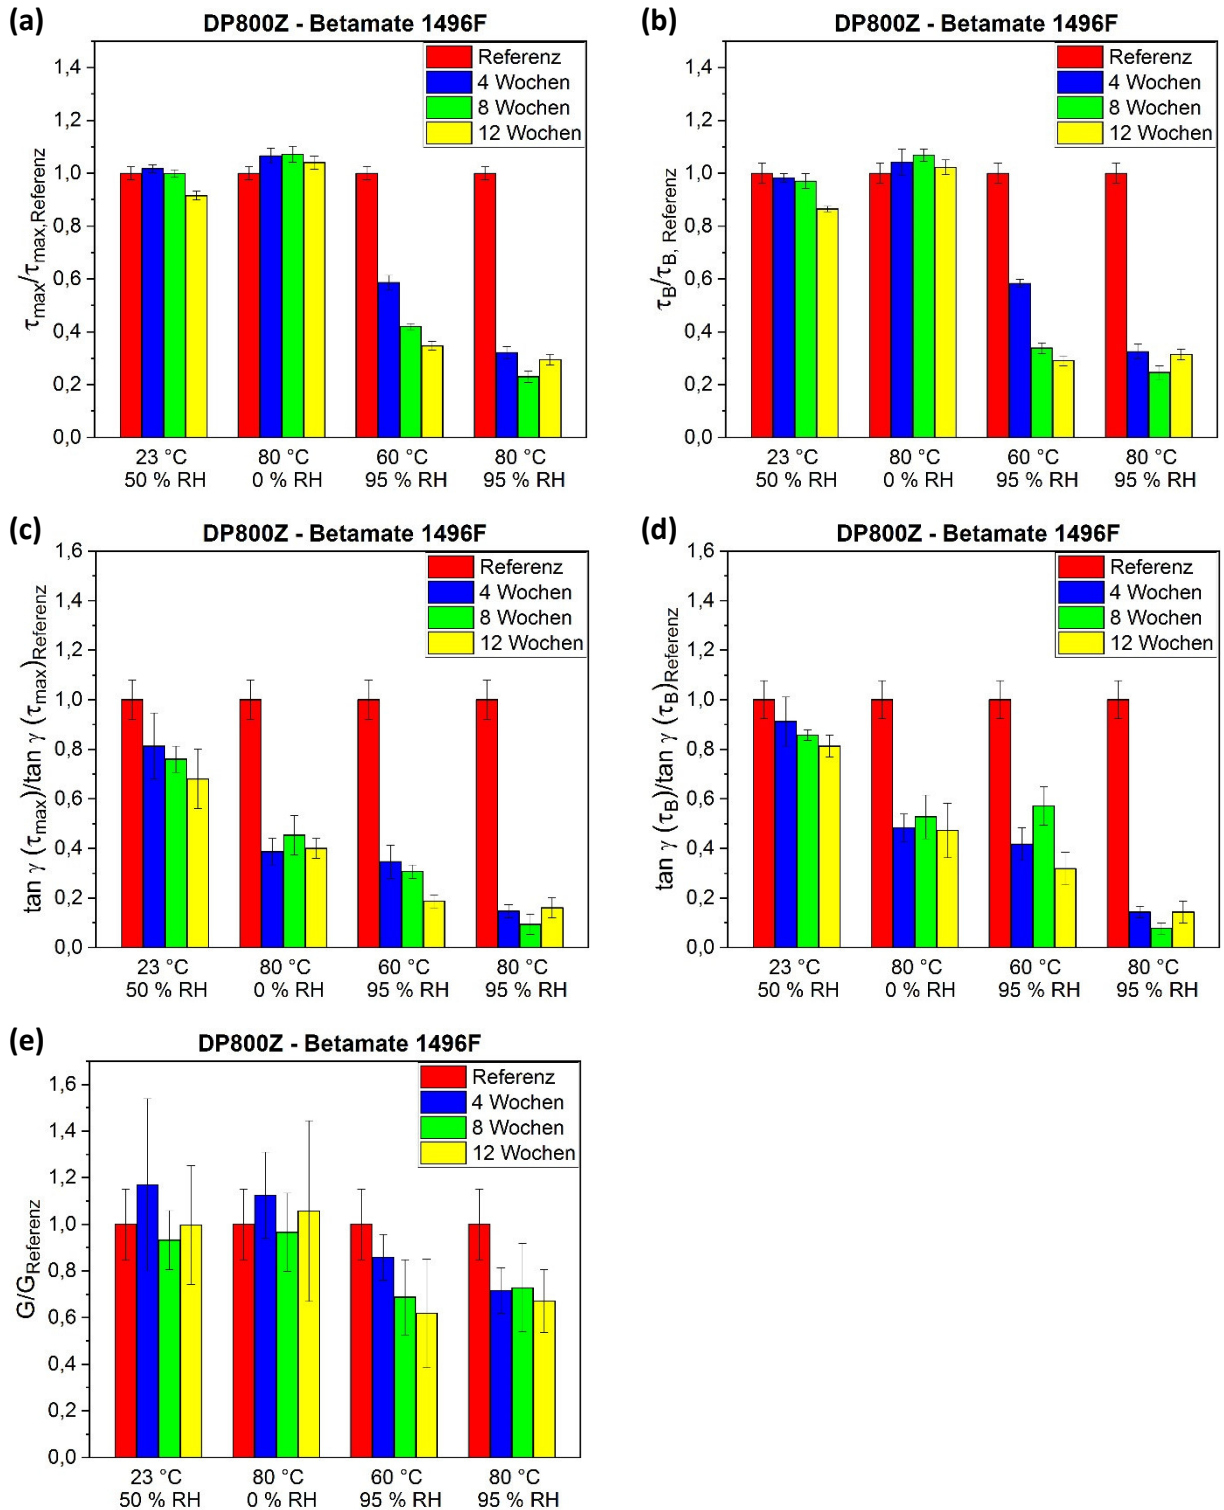 (a)
DP800Z - Betamate 1496F
Referenz
4 Wochen
8 Wochen
12 Wochen
1,4
1,2
1,0
0,8
0,6
0,4
0,2
0,0
τmax/τmax,Referenz
23 °C
50 % RH
80 °C
0 % RH
60 °C
95 % RH
80 °C
95 % RH
(b)
DP800Z - Betamate 1496F
Referenz
4 Wochen
8 Wochen
12 Wochen
1,4
1,2
1,0
0,8
0,6
0,4
0,2
0,0
τB/τB, Referenz
23 °C
50 % RH
80 °C
0 % RH
60 °C
95 % RH
80 °C
95 % RH
(c)
DP800Z - Betamate 1496F
Referenz
4 Wochen
8 Wochen
12 Wochen
1,6
1,4
1,2
1,0
0,8
0,6
0,4
0,2
0,0
tan γ (τmax)/tan γ (τmax)Referenz
23 °C
50 % RH
80 °C
0 % RH
60 °C
95 % RH
80 °C
95 % RH
(d)
DP800Z - Betamate 1496F
Referenz
4 Wochen
8 Wochen
12 Wochen
1,6
1,4
1,2
1,0
0,8
0,6
0,4
0,2
0,0
tan γ (τB)/tan γ (τB)Referenz
23 °C
50 % RH
80 °C
0 % RH
60 °C
95 % RH
80 °C
95 % RH
(e)
DP800Z - Betamate 1496F
Referenz
4 Wochen
8 Wochen
12 Wochen
1,6
1,4
1,2
1,0
0,8
0,6
0,4
0,2
0,0
G/GReferenz
23 °C
50 % RH
80 °C
0 % RH
60 °C
95 % RH
80 °C
95 % RH